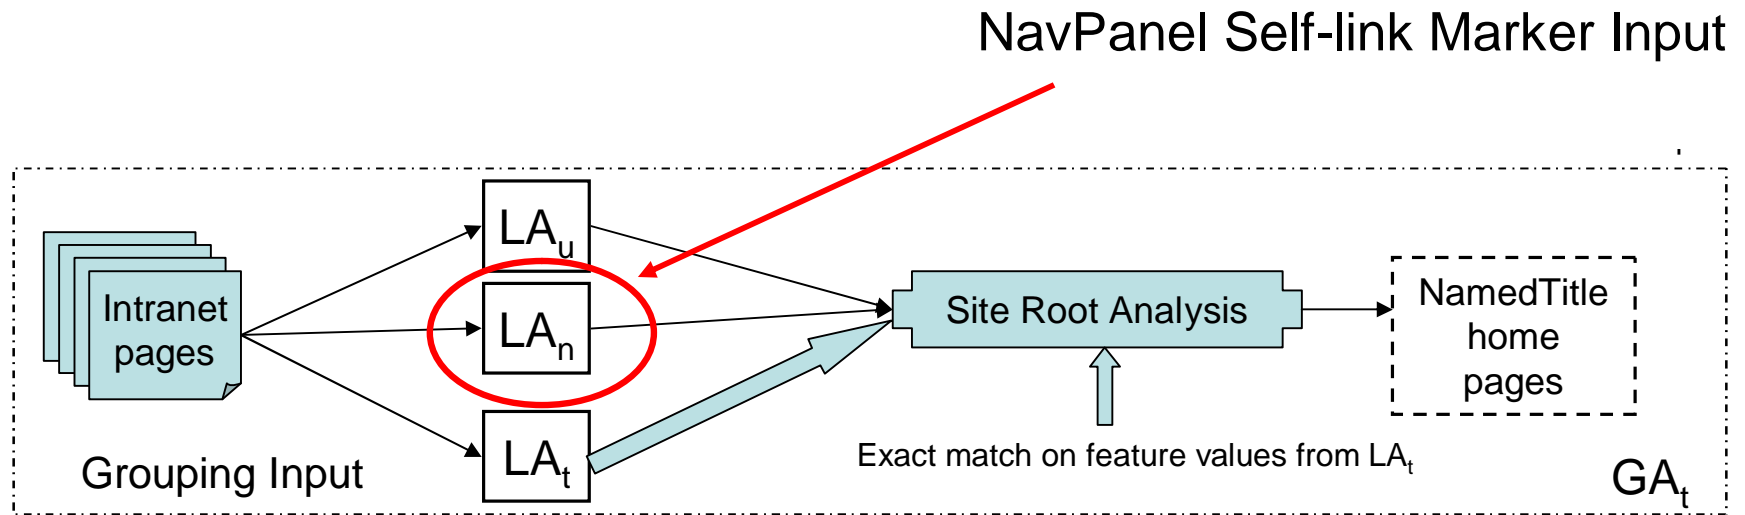 NavPanel Self-link Marker Input
LAu
Intranet
pages
LAn
Site Root Analysis
NamedTitle
home
pages
LAt
Grouping Input
Exact match on feature values from LAt
GAt